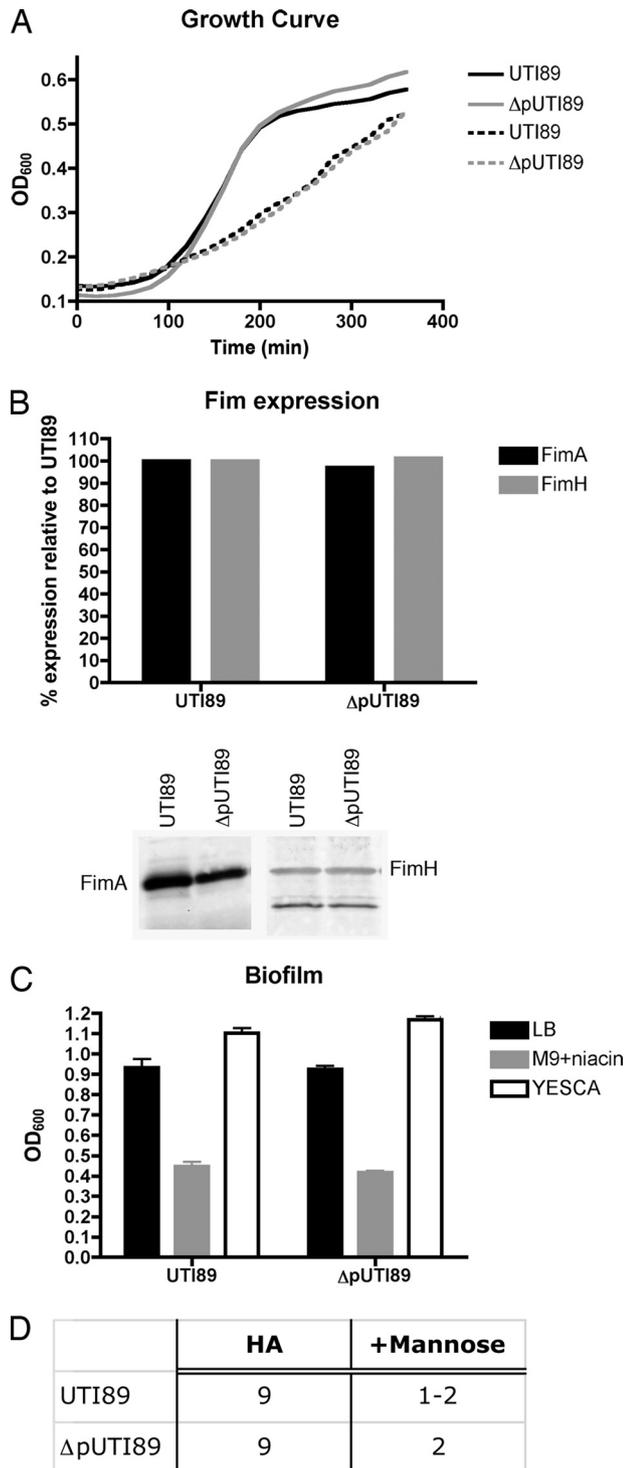 A
Growth Curve
0.6
0.5
0.4
0.3
0.2
0.1
OD600
0
100
200
300
400
Time (min)
UTI89
ΔpUTI89
UTI89
ΔpUTI89
B
Fim expression
% expression relative to UTI89
110
100
90
80
70
60
50
40
30
20
10
0
UTI89
ΔpUTI89
FimA
FimH
UTI89
ΔpUTI89
UTI89
ΔpUTI89
FimA
FimH
C
Biofilm
OD600
1.2
1.1
1.0
0.9
0.8
0.7
0.6
0.5
0.4
0.3
0.2
0.1
0.0
UTI89
ΔpUTI89
LB
M9+niacin
YESCA
D
HA +Mannose
UTI89 9 1-2
ΔpUTI89 9 2